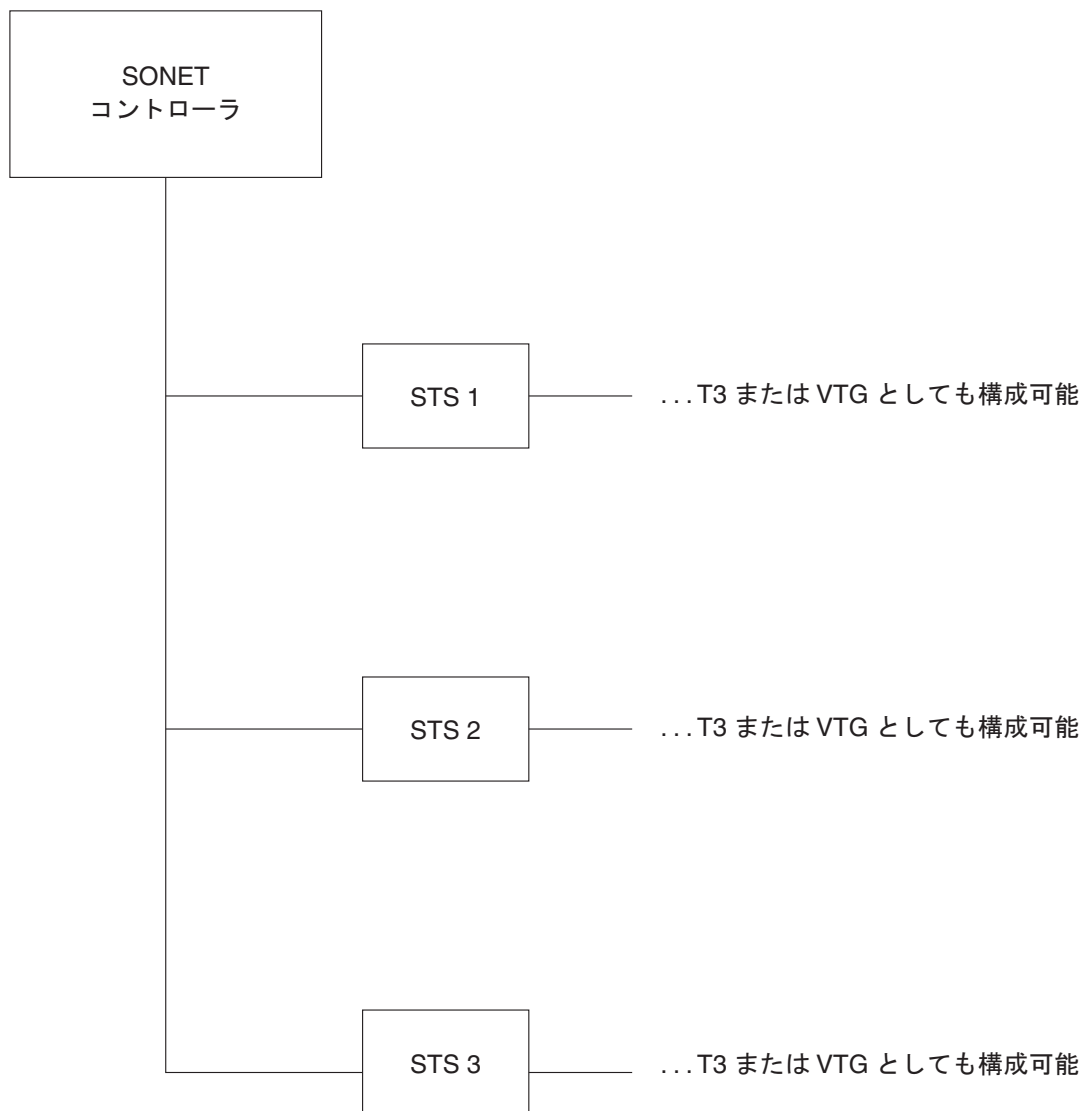 SONET
コントローラ
STS 1
...T3 または VTG としても構成可能
STS 2
...T3 または VTG としても構成可能
STS 3
...T3 または VTG としても構成可能